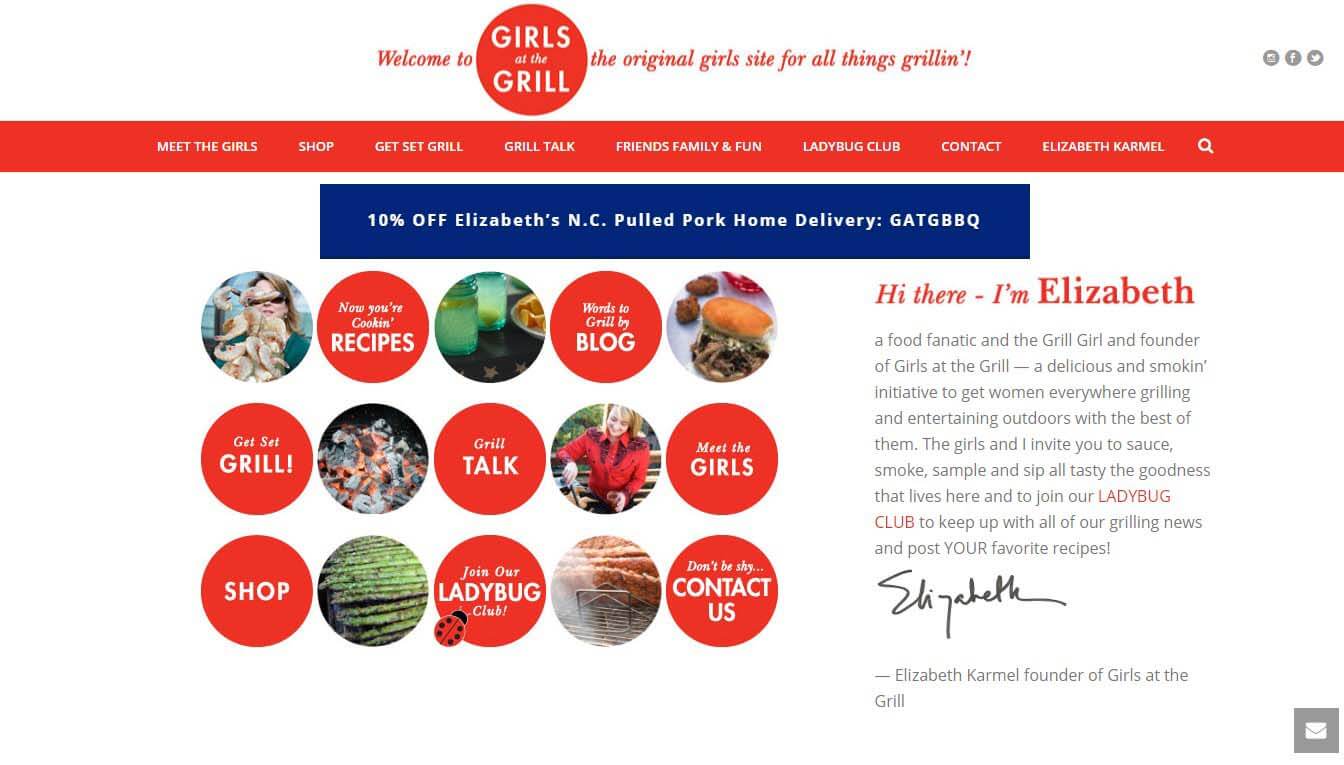 Welcome to GIRLS at the GRILL the original girls site for all things grillin'!
MEET THE GIRLS SHOP GET SET GRILL GRILL TALK FRIENDS FAMILY & FUN LADYBUG CLUB CONTACT ELIZABETH KARMEL
10% OFF Elizabeth's N.C. Pulled Pork Home Delivery: GATGBBQ
Now you're
Cookin'
RECIPES
Words to
Grill by
BLOG
Get Set
GRILL!
Grill
TALK
Meet the
GIRLS
SHOP
Join Our
LADYBUG
Club!
Don't be shy...
CONTACT
US
Hi there - I'm Elizabeth
a food fanatic and the Grill Girl and founder
of Girls at the Grill — a delicious and smokin'
initiative to get women everywhere grilling
and entertaining outdoors with the best of
them. The girls and I invite you to sauce,
smoke, sample and sip all tasty the goodness
that lives here and to join our LADYBUG
CLUB to keep up with all of our grilling news
and post YOUR favorite recipes!
Elizabeth
— Elizabeth Karmel founder of Girls at the
Grill